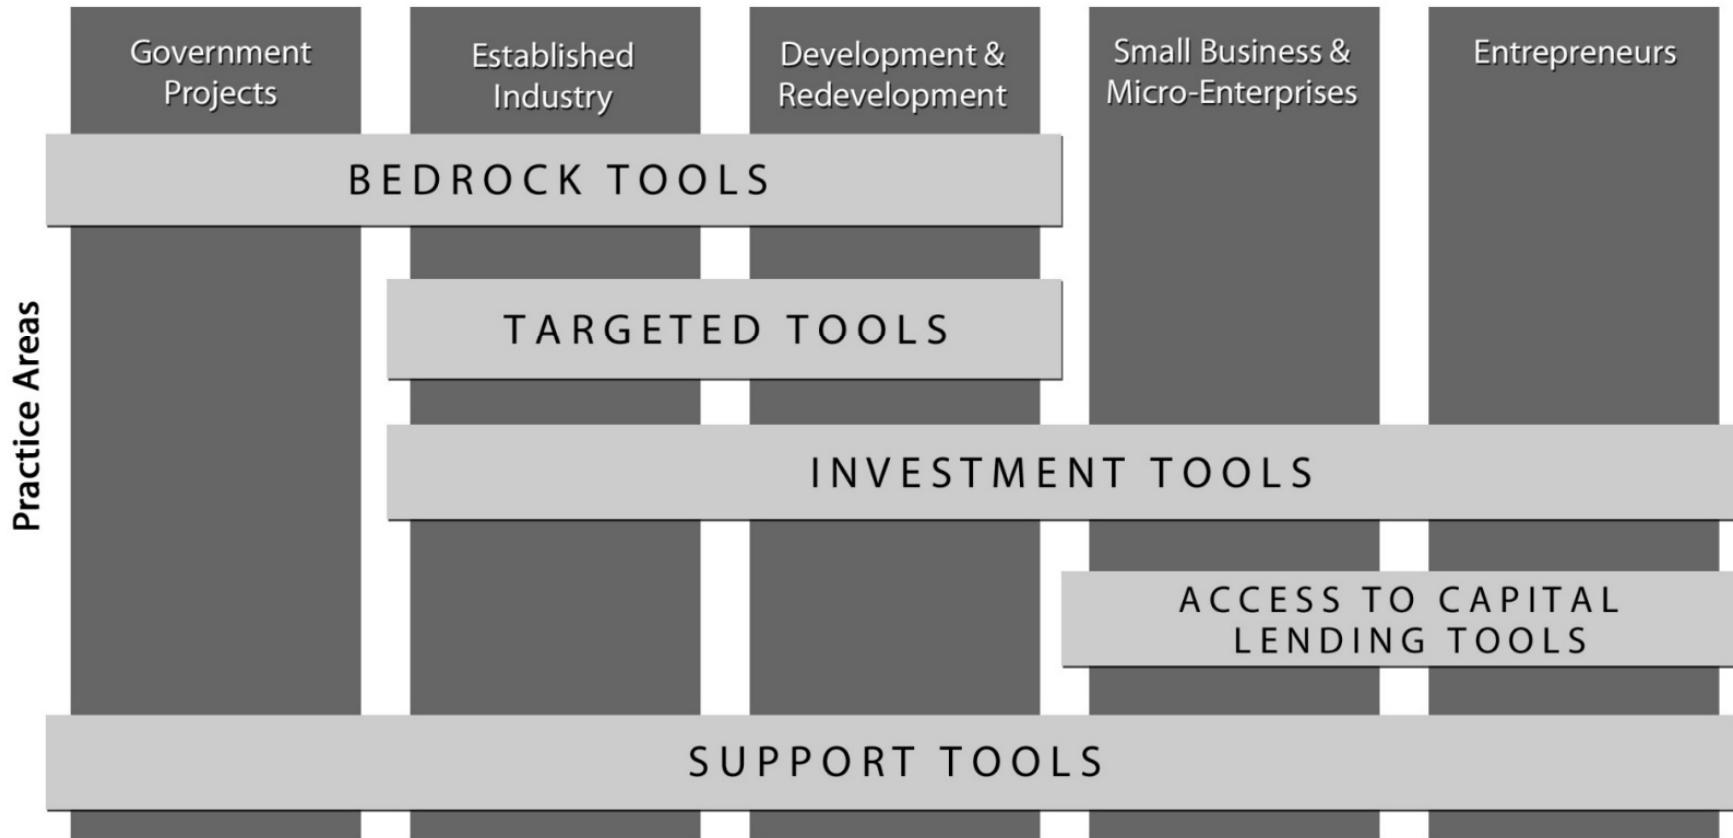 Government
Projects
Established
Industry
Development &
Redevelopment
Small Business &
Micro-Enterprises
Entrepreneurs
BEDROCK TOOLS
TARGETED TOOLS
Practice Areas
INVESTMENT TOOLS
ACCESS TO CAPITAL
LENDING TOOLS
SUPPORT TOOLS